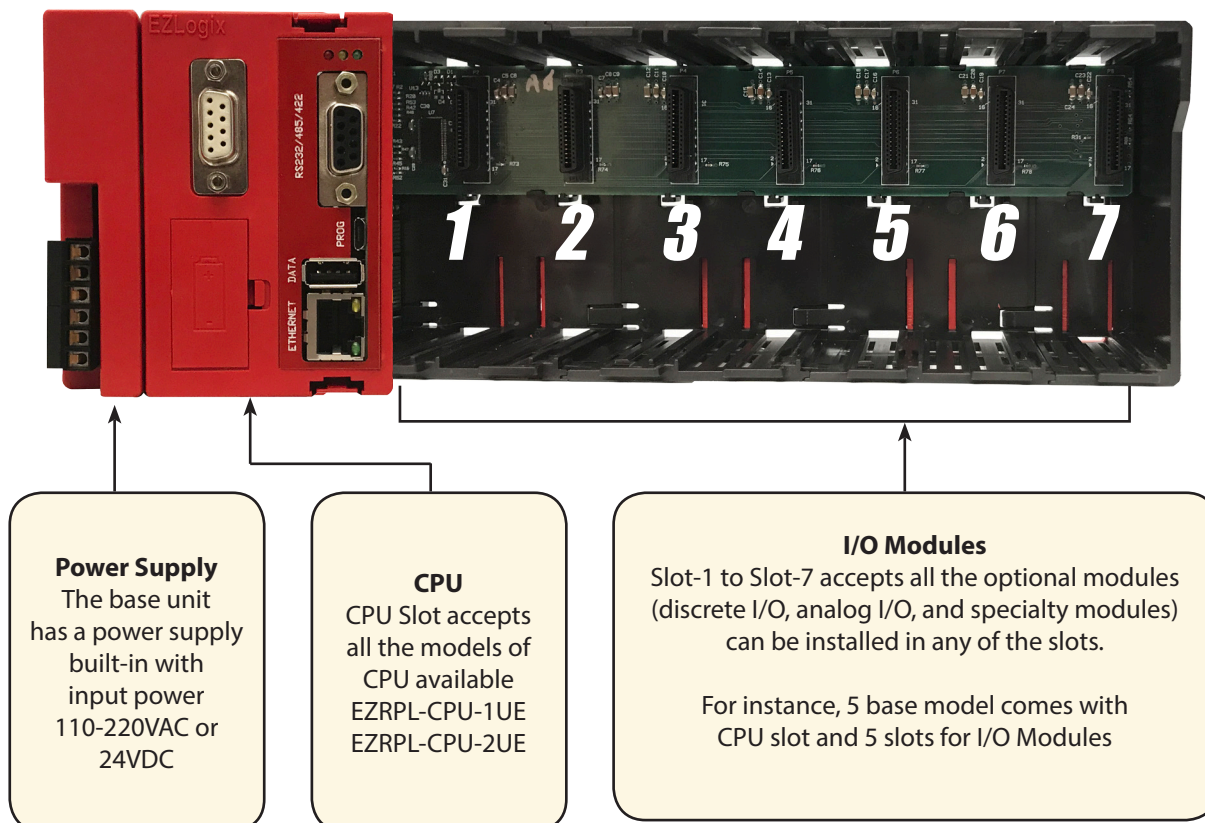 EZLogix
RS232/485/422
PROG
DATA
ETHERNET
1 2 3 4 5 6 7
Power Supply
The base unit
has a power supply
built-in with
input power
110-220VAC or
24VDC
CPU
CPU Slot accepts
all the models of
CPU available
EZRPL-CPU-1UE
EZRPL-CPU-2UE
I/O Modules
Slot-1 to Slot-7 accepts all the optional modules
(discrete I/O, analog I/O, and specialty modules)
can be installed in any of the slots.
For instance, 5 base model comes with
CPU slot and 5 slots for I/O Modules